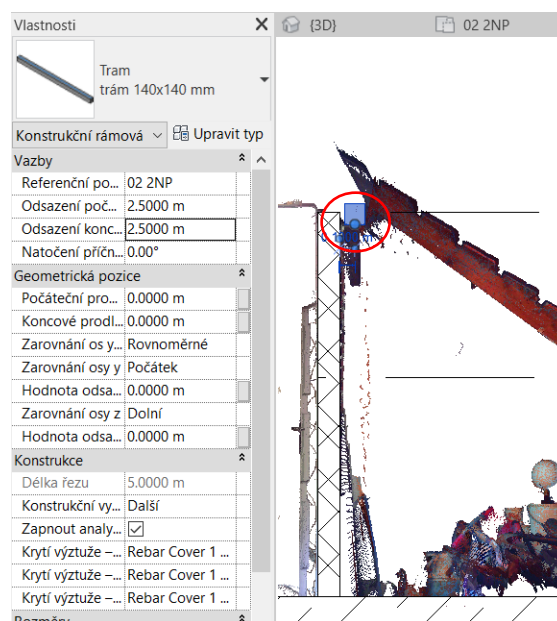 Vlastnosti
{3D}
02 2NP
Tram
trám 140x140 mm
Konstrukční rámová
Upravit typ
Vazby
Referenční po... 02 2NP
Odsazení poč... 2.5000 m
Odsazení konc... 2.5000 m
Natočení příčn... 0.00°
Geometrická pozice
Počáteční pro... 0.0000 m
Koncové prodl... 0.0000 m
Zarovnání os y... Rovnoměrné
Zarovnání osy y Počátek
Hodnota odsa... 0.0000 m
Zarovnání osy z Dolní
Hodnota odsa... 0.0000 m
Konstrukce
Délka řezu 5.0000 m
Konstrukční vy... Další
Zapnout analy...
Krytí výztuže –... Rebar Cover 1 ...
Krytí výztuže –... Rebar Cover 1 ...
Krytí výztuže –... Rebar Cover 1 ...
Rozměry